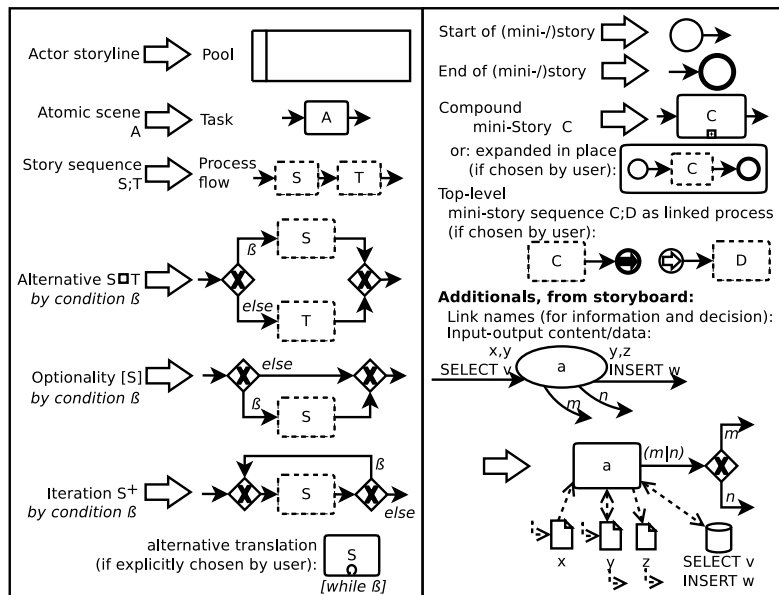 Actor storyline Pool
Atomic scene
A Task A
Story sequence
S;T Process
flow S T
Alternative S◘T
by condition ß
ß S
else T
X X
Optionality [S]
by condition ß
else
X X
ß S
Iteration S+
by condition ß
ß
X S X
else
alternative translation
(if explicitly chosen by user):
S
[while ß]
Start of (mini-/)story
End of (mini-/)story
Compound
mini-Story C
C
or: expanded in place
(if chosen by user):
C
Top-level
mini-story sequence C;D as linked process
(if chosen by user):
C D
Additionals, from storyboard:
Link names (for information and decision):
Input-output content/data:
x,y y,z
SELECT v a INSERT w
m n
a (m|n) X m
n
x y z SELECT v
INSERT w